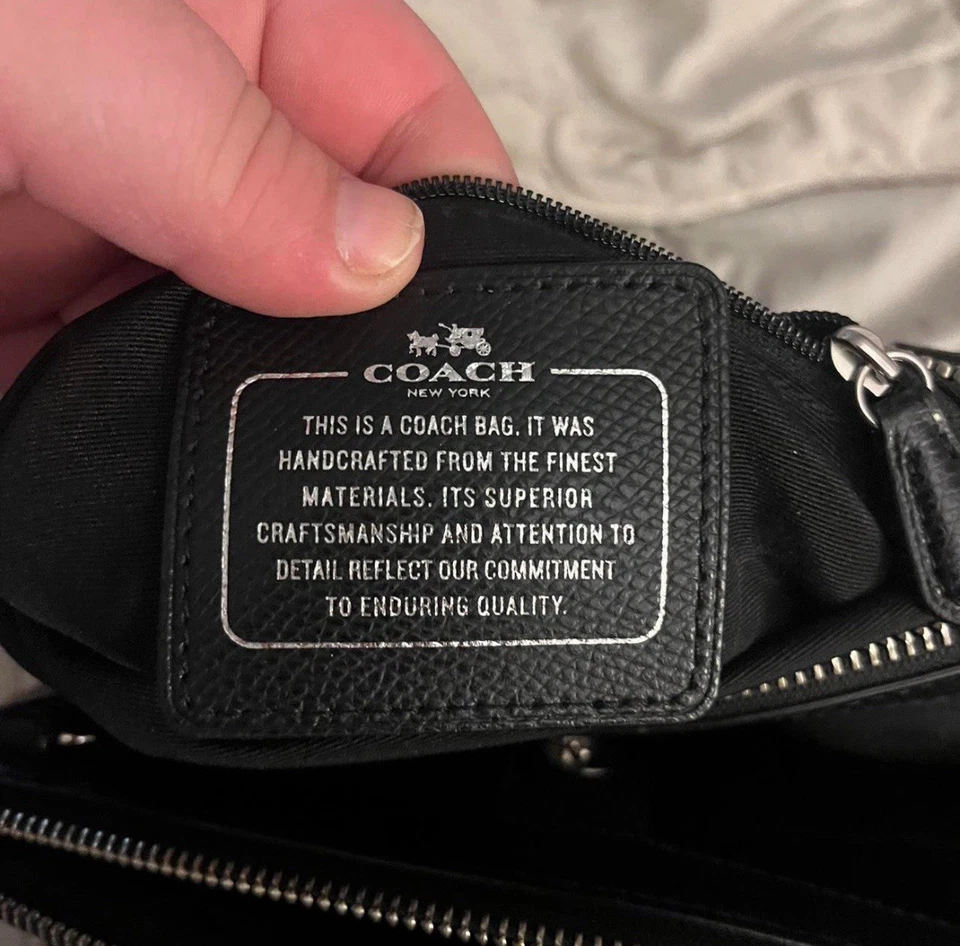 COACH
NEW YORK
THIS IS A COACH BAG. IT WAS
HANDCRAFTED FROM THE FINEST
MATERIALS. ITS SUPERIOR
CRAFTSMANSHIP AND ATTENTION TO
DETAIL REFLECT OUR COMMITMENT
TO ENDURING QUALITY.